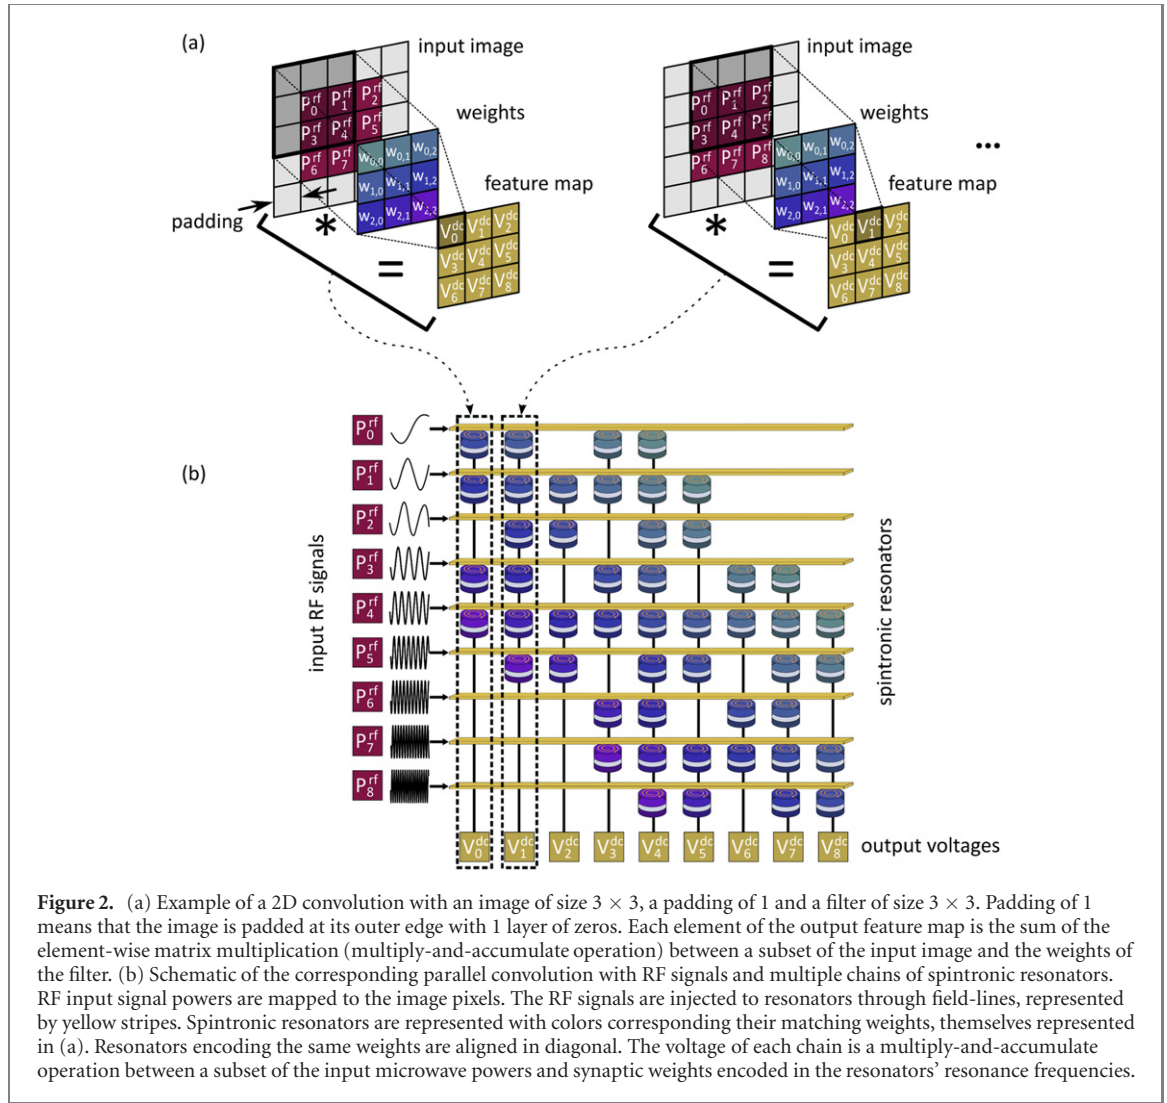 (a)
input image
P₀ʳᶠ P₁ʳᶠ P₂ʳᶠ
P₃ʳᶠ P₄ʳᶠ P₅ʳᶠ
P₆ʳᶠ P₇ʳᶠ
weights
w₀,₀ w₀,₁ w₀,₂
w₁,₀ w₁,₁ w₁,₂
w₂,₀ w₂,₁ w₂,₂
feature map
V₀ᵈᶜ V₁ᵈᶜ V₂ᵈᶜ
V₃ᵈᶜ V₄ᵈᶜ V₅ᵈᶜ
V₆ᵈᶜ V₇ᵈᶜ V₈ᵈᶜ
padding
*
=
input image
P₀ʳᶠ P₁ʳᶠ P₂ʳᶠ
P₃ʳᶠ P₄ʳᶠ P₅ʳᶠ
P₆ʳᶠ P₇ʳᶠ P₈ʳᶠ
weights
w₀,₀ w₀,₁ w₀,₂
w₁,₀ w₁,₁ w₁,₂
w₂,₀ w₂,₁ w₂,₂
feature map
V₀ᵈᶜ V₁ᵈᶜ V₂ᵈᶜ
V₃ᵈᶜ V₄ᵈᶜ V₅ᵈᶜ
V₆ᵈᶜ V₇ᵈᶜ V₈ᵈᶜ
*
=
...
(b)
input RF signals
P₀ʳᶠ
P₁ʳᶠ
P₂ʳᶠ
P₃ʳᶠ
P₄ʳᶠ
P₅ʳᶠ
P₆ʳᶠ
P₇ʳᶠ
P₈ʳᶠ
spintronic resonators
V₀ᵈᶜ V₁ᵈᶜ V₂ᵈᶜ V₃ᵈᶜ V₄ᵈᶜ V₅ᵈᶜ V₆ᵈᶜ V₇ᵈᶜ V₈ᵈᶜ output voltages
Figure 2. (a) Example of a 2D convolution with an image of size 3 × 3, a padding of 1 and a filter of size 3 × 3. Padding of 1
means that the image is padded at its outer edge with 1 layer of zeros. Each element of the output feature map is the sum of the
element-wise matrix multiplication (multiply-and-accumulate operation) between a subset of the input image and the weights of
the filter. (b) Schematic of the corresponding parallel convolution with RF signals and multiple chains of spintronic resonators.
RF input signal powers are mapped to the image pixels. The RF signals are injected to resonators through field-lines, represented
by yellow stripes. Spintronic resonators are represented with colors corresponding their matching weights, themselves represented
in (a). Resonators encoding the same weights are aligned in diagonal. The voltage of each chain is a multiply-and-accumulate
operation between a subset of the input microwave powers and synaptic weights encoded in the resonators' resonance frequencies.